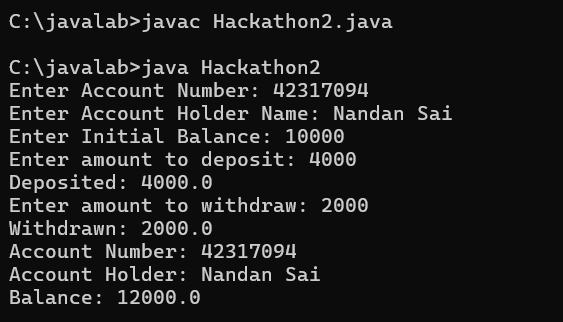 C:\javalab>javac Hackathon2.java
C:\javalab>java Hackathon2
Enter Account Number: 42317094
Enter Account Holder Name: Nandan Sai
Enter Initial Balance: 10000
Enter amount to deposit: 4000
Deposited: 4000.0
Enter amount to withdraw: 2000
Withdrawn: 2000.0
Account Number: 42317094
Account Holder: Nandan Sai
Balance: 12000.0